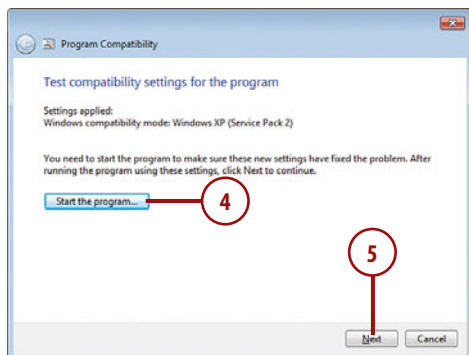 Program Compatibility
Test compatibility settings for the program
Settings applied:
Windows compatibility mode: Windows XP (Service Pack 2)
You need to start the program to make sure these new settings have fixed the problem. After
running the program using these settings, click Next to continue.
Start the program...
4
5
Next
Cancel